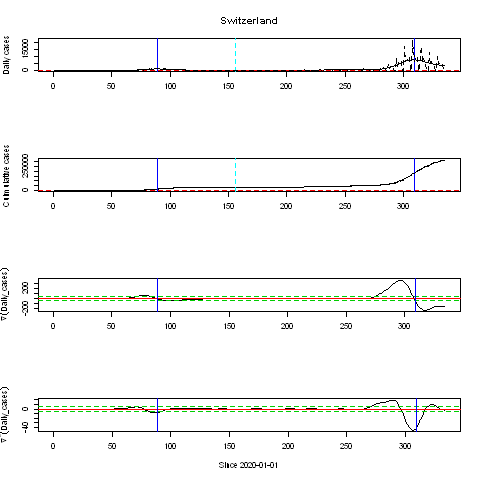 Switzerland
Daily cases
0 15000
0 50 100 150 200 250 300
Culmulative cases
0 250000
0 50 100 150 200 250 300
∇(Daily_cases)
-200 200
0 50 100 150 200 250 300
∇²(Daily_cases)
-40 0
0 50 100 150 200 250 300
Since 2020-01-01